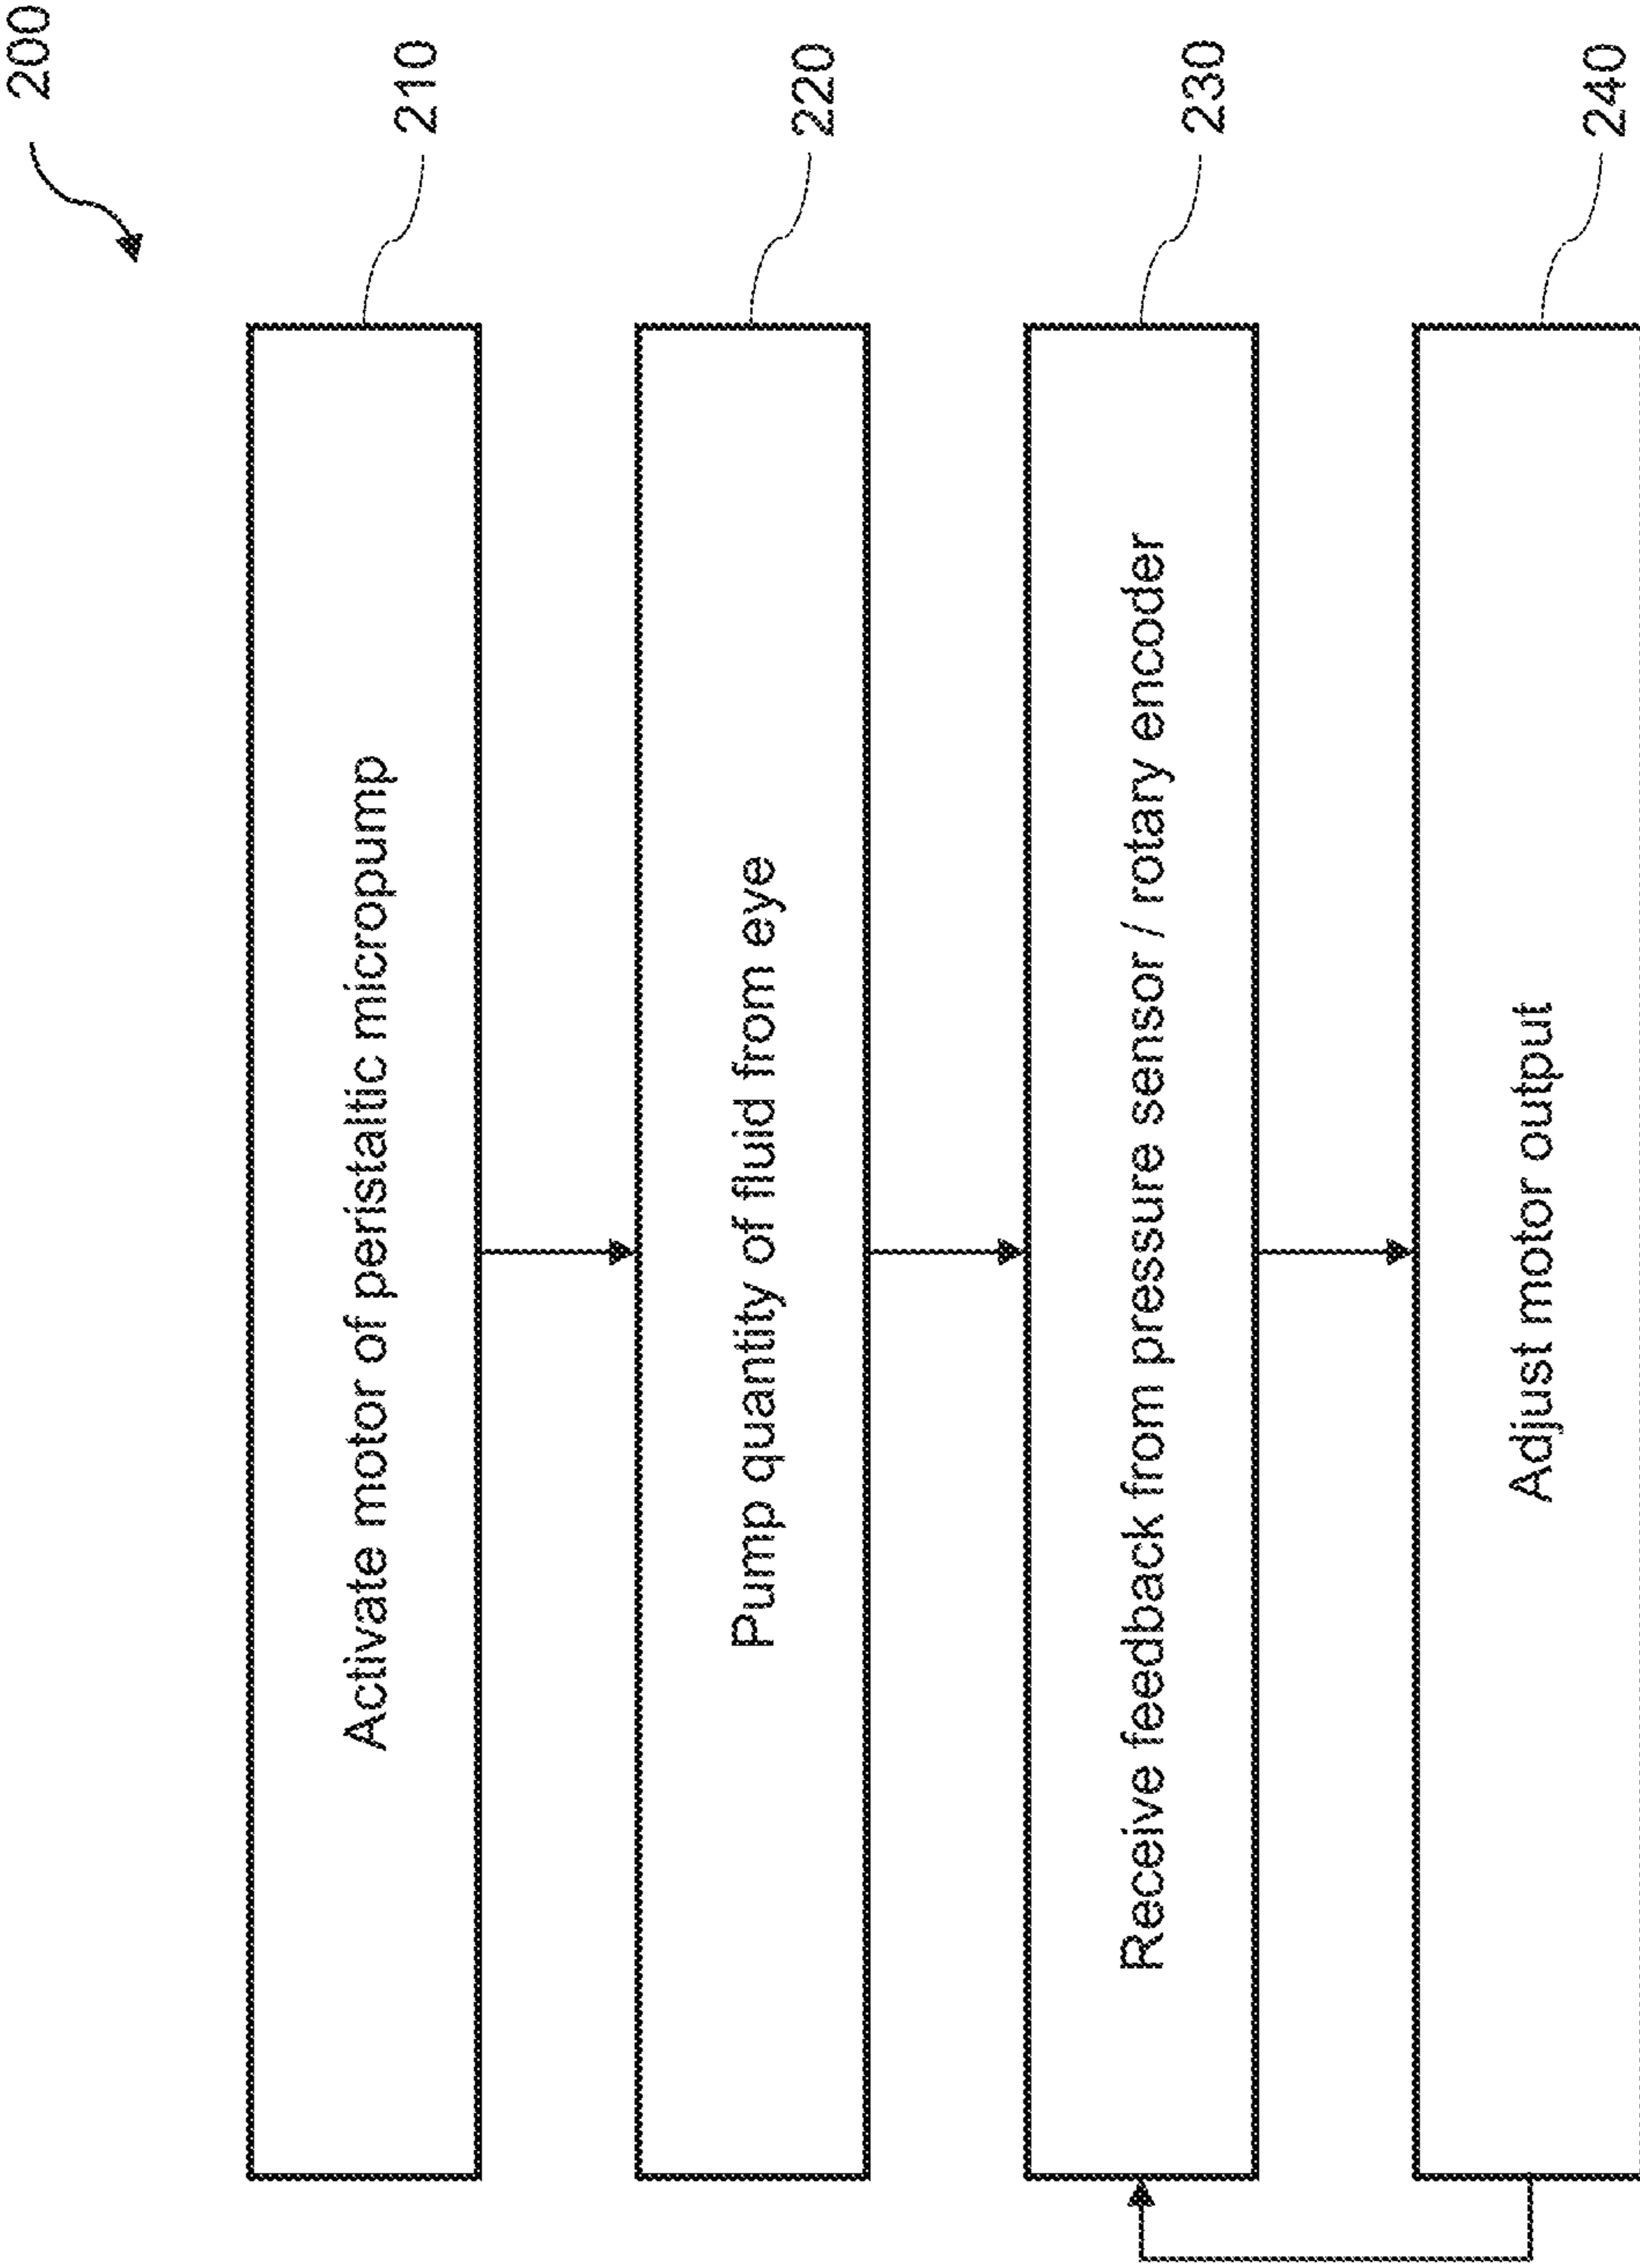 200
Activate motor of peristaltic micropump
210
Pump quantity of fluid from eye
220
Receive feedback from pressure sensor / rotary encoder
230
Adjust motor output
240